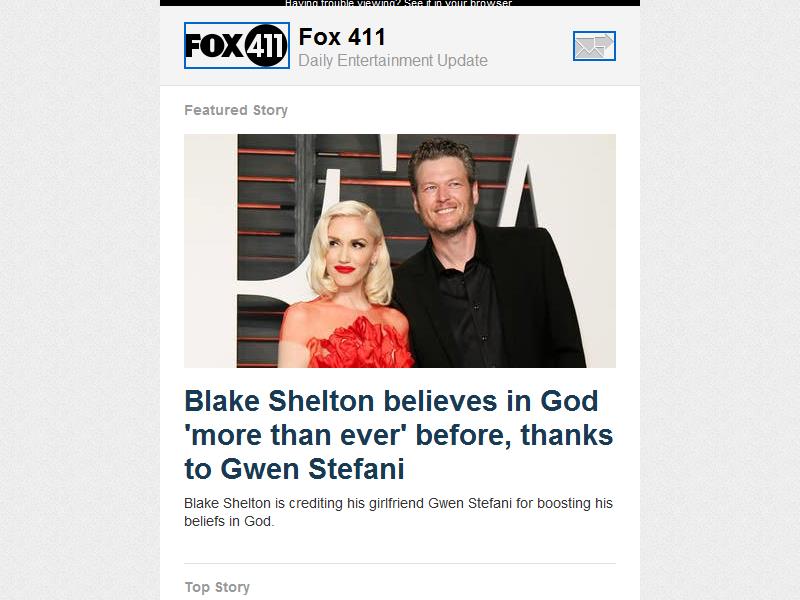 Having trouble viewing? See it in your browser
FOX 411
Fox 411
Daily Entertainment Update
Featured Story
Blake Shelton believes in God
'more than ever' before, thanks
to Gwen Stefani
Blake Shelton is crediting his girlfriend Gwen Stefani for boosting his
beliefs in God.
Top Story